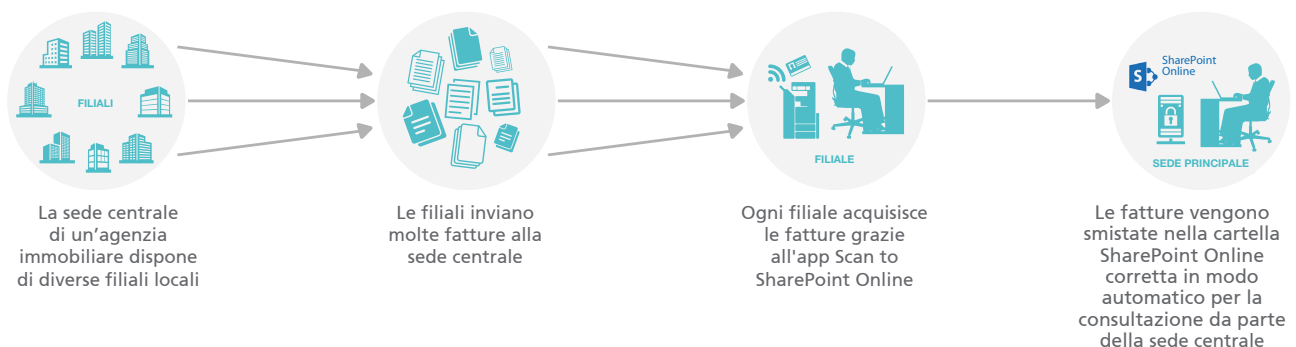 FILIALI
La sede centrale
di un’agenzia
immobiliare dispone
di diverse filiali locali
Le filiali inviano
molte fatture alla
sede centrale
FILIALE
Ogni filiale acquisisce
le fatture grazie
all'app Scan to
SharePoint Online
S
SharePoint
Online
SEDE PRINCIPALE
Le fatture vengono
smistate nella cartella
SharePoint Online
corretta in modo
automatico per la
consultazione da parte
della sede centrale